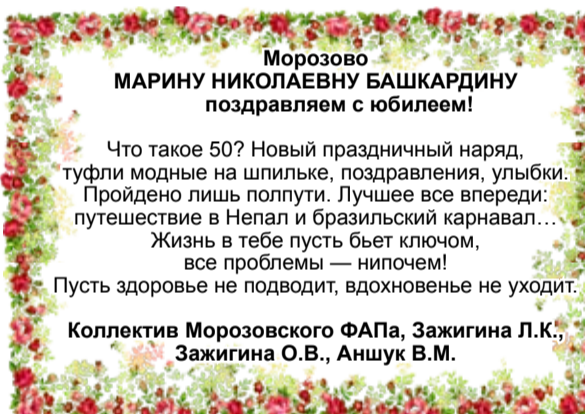 Морозово
МАРИНУ НИКОЛАЕВНУ БАШКАРДИНУ
поздравляем с юбилеем!
Что такое 50? Новый праздничный наряд,
туфли модные на шпильке, поздравления, улыбки.
Пройдено лишь полпути. Лучшее все впереди:
путешествие в Непал и бразильский карнавал…
Жизнь в тебе пусть бьет ключом,
все проблемы — нипочем!
Пусть здоровье не подводит, вдохновенье не уходит.
Коллектив Морозовского ФАПа, Зажигина Л.К.,
Зажигина О.В., Аншук В.М.